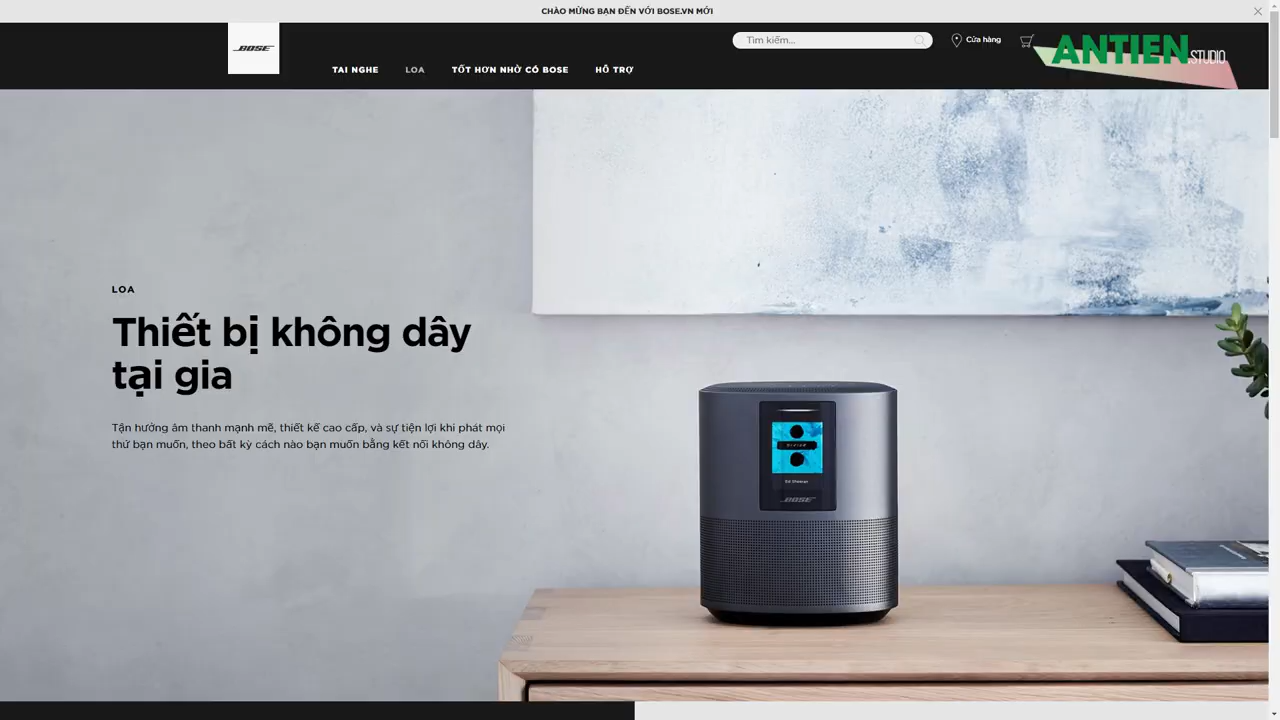 CHÀO MỪNG BẠN ĐẾN VỚI BOSE.VN MỚI
BOSE
Tìm kiếm...
Cửa hàng
ANTIEN STUDIO
TAI NGHE
LOA
TỐT HƠN NHỜ CÓ BOSE
HỖ TRỢ
LOA
Thiết bị không dây
tại gia
Tận hưởng âm thanh mạnh mẽ, thiết kế cao cấp, và sự tiện lợi khi phát mọi
thứ bạn muốn, theo bất kỳ cách nào bạn muốn bằng kết nối không dây.
DIVIDE
Ed Sheeran
BOSE